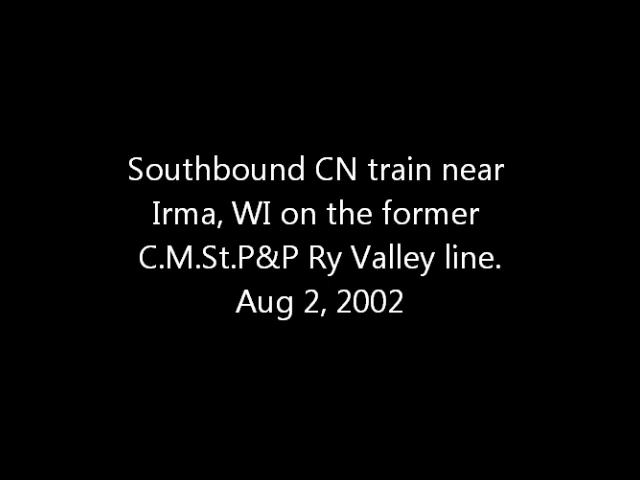 Southbound CN train near
Irma, WI on the former
C.M.St.P&P Ry Valley line.
Aug 2, 2002